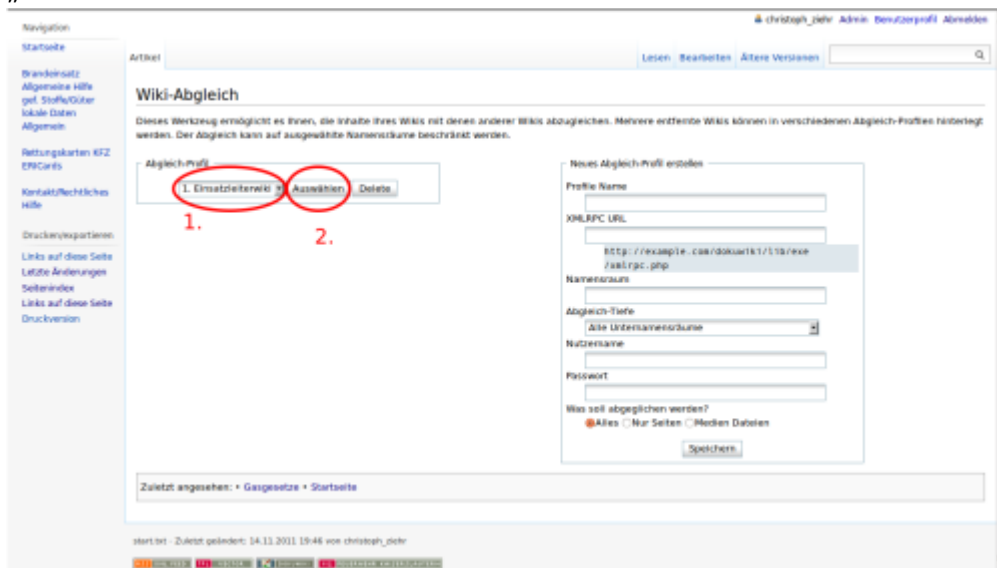 „
christoph_ziehr Admin Benutzerprofil Abmelden
Navigation
Startseite
Brandeinsatz
Allgemeine Hilfe
gef. Stoffe/Güter
lokale Daten
Allgemein
Rettungskarten KFZ
ERICards
Kontakt/Rechtliches
Hilfe
Drucken/exportieren
Links auf diese Seite
Letzte Änderungen
Seitenindex
Links auf diese Seite
Druckversion
Artikel
Lesen Bearbeiten Ältere Versionen
Wiki-Abgleich
Dieses Werkzeug ermöglicht es Ihnen, die Inhalte Ihres Wikis mit denen anderer Wikis abzugleichen. Mehrere entfernte Wikis können in verschiedenen Abgleich-Profilen hinterlegt
werden. Der Abgleich kann auf ausgewählte Namensräume beschränkt werden.
Abgleich-Profil
1. Einsatzleiterwiki Auswählen Delete
1.
2.
Neues Abgleich-Profil erstellen
Profile Name
XMLRPC URL
http://example.com/dokuwiki/lib/exe
/xmlrpc.php
Namensraum
Abgleich-Tiefe
Alle Unternamensräume
Nutzername
Passwort
Was soll abgeglichen werden?
Alles Nur Seiten Medien Dateien
Speichern
Zuletzt angesehen: • Gasgesetze • Startseite
start.txt · Zuletzt geändert: 14.11.2011 19:46 von christoph_ziehr